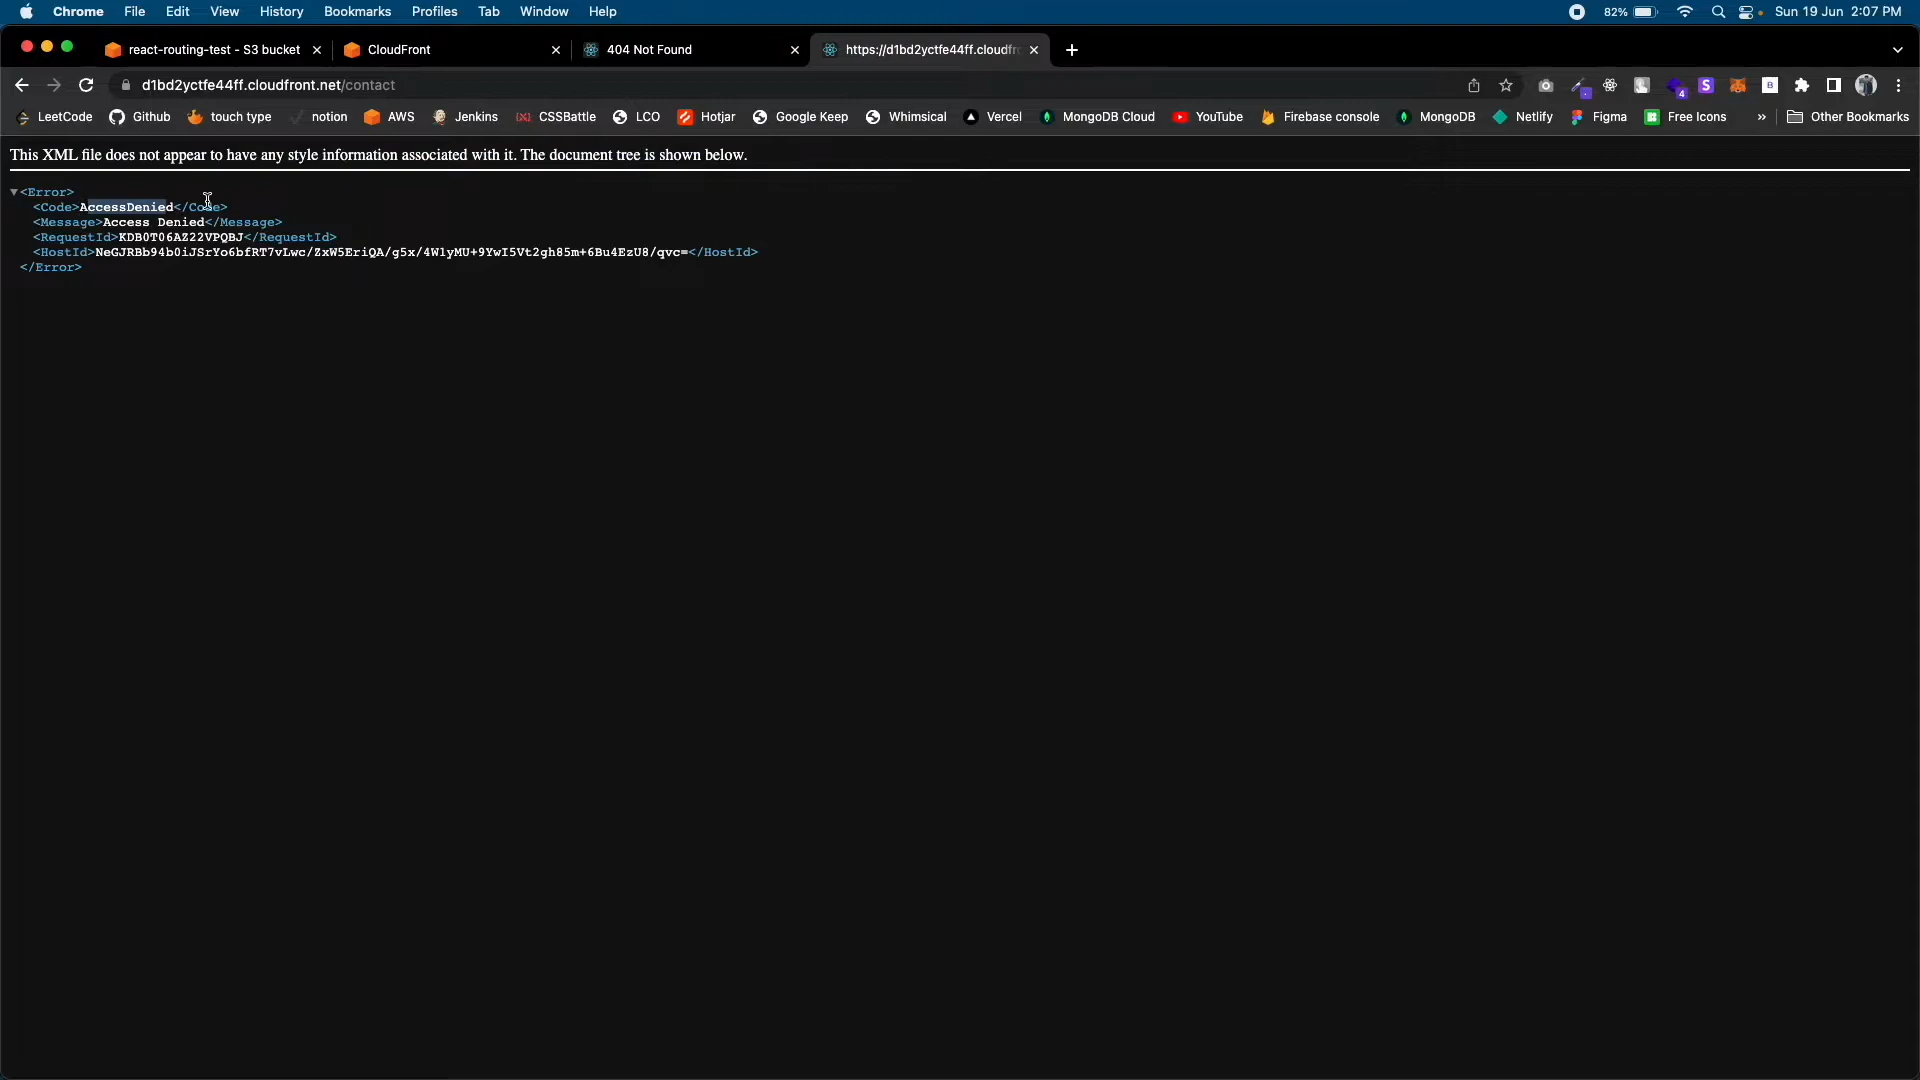 Chrome File Edit View History Bookmarks Profiles Tab Window Help 82% Sun 19 Jun 2:07 PM
react-routing-test - S3 bucket CloudFront 404 Not Found https://d1bd2yctfe44ff.cloudfr
d1bd2yctfe44ff.cloudfront.net/contact
LeetCode Github touch type notion AWS Jenkins CSSBattle LCO Hotjar Google Keep Whimsical Vercel MongoDB Cloud YouTube Firebase console MongoDB Netlify Figma Free Icons » Other Bookmarks
This XML file does not appear to have any style information associated with it. The document tree is shown below.
<Error>
<Code>AccessDenied</Code>
<Message>Access Denied</Message>
<RequestId>KDB0T06AZ22VPQBJ</RequestId>
<HostId>NeGJRBb94b0iJSrYo6bfRT7vLwc/ZxW5EriQA/g5x/4WlyMU+9YwI5Vt2gh85m+6Bu4EzU8/qvc=</HostId>
</Error>